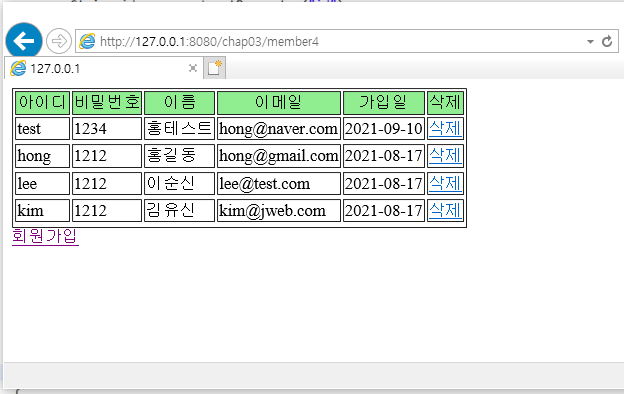 http://127.0.0.1:8080/chap03/member4
127.0.0.1
아이디 비밀번호 이름 이메일 가입일 삭제
test 1234 홍테스트 hong@naver.com 2021-09-10 삭제
hong 1212 홍길동 hong@gmail.com 2021-08-17 삭제
lee 1212 이순신 lee@test.com 2021-08-17 삭제
kim 1212 김유신 kim@jweb.com 2021-08-17 삭제
회원가입